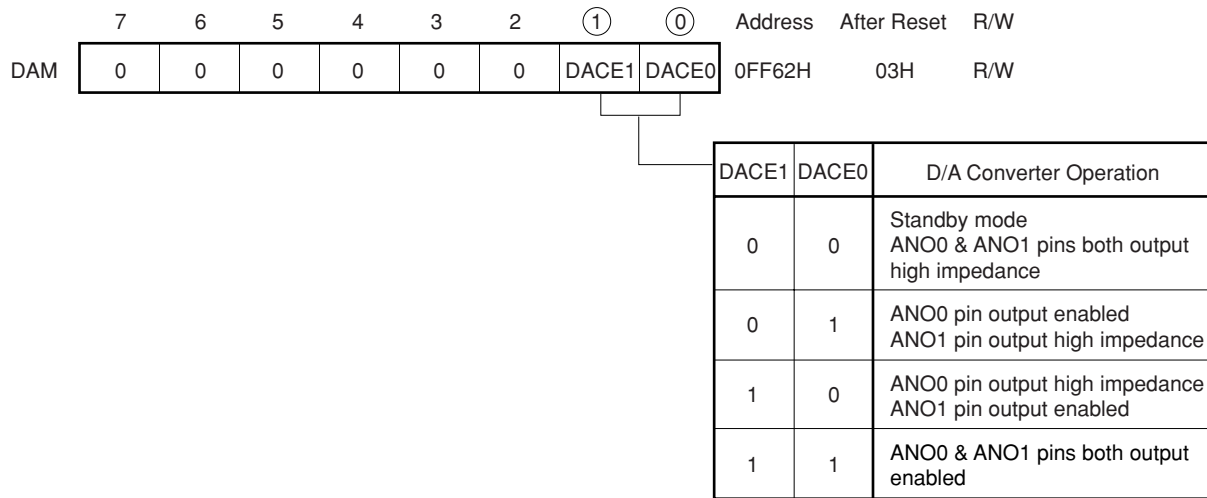 7 6 5 4 3 2 1 0 Address After Reset R/W
DAM 0 0 0 0 0 0 DACE1 DACE0 0FF62H 03H R/W
DACE1 DACE0 D/A Converter Operation
0 0 Standby mode
ANO0 & ANO1 pins both output
high impedance
0 1 ANO0 pin output enabled
ANO1 pin output high impedance
1 0 ANO0 pin output high impedance
ANO1 pin output enabled
1 1 ANO0 & ANO1 pins both output
enabled